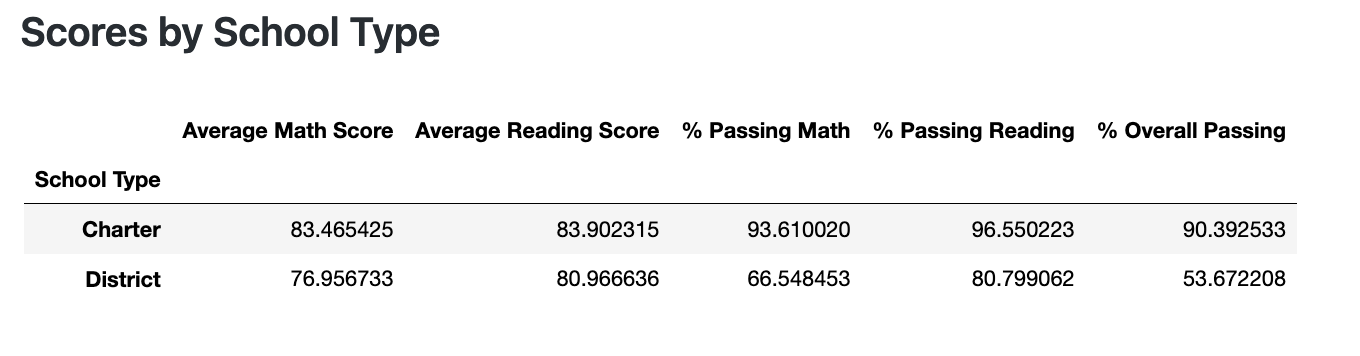 Scores by School Type
Average Math Score Average Reading Score % Passing Math % Passing Reading % Overall Passing
School Type
Charter 83.465425 83.902315 93.610020 96.550223 90.392533
District 76.956733 80.966636 66.548453 80.799062 53.672208